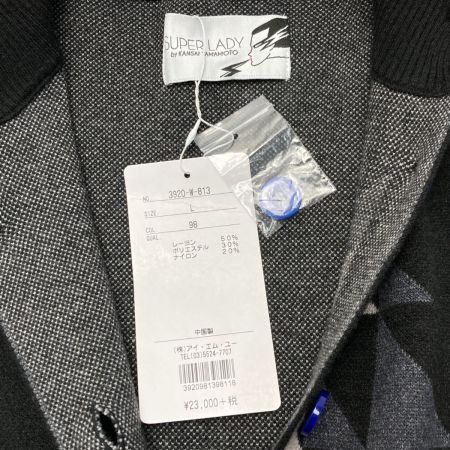 SUPER LADY
by KANSAI YAMAMOTO
NO 3920-W-813
SIZE L
COL 98
QUAL
レーヨン 50%
ポリエステル 30%
ナイロン 20%
中国製
(株)アイ・エム・ユー
TEL(03)5524-7707
3920981398116
¥23,000+税